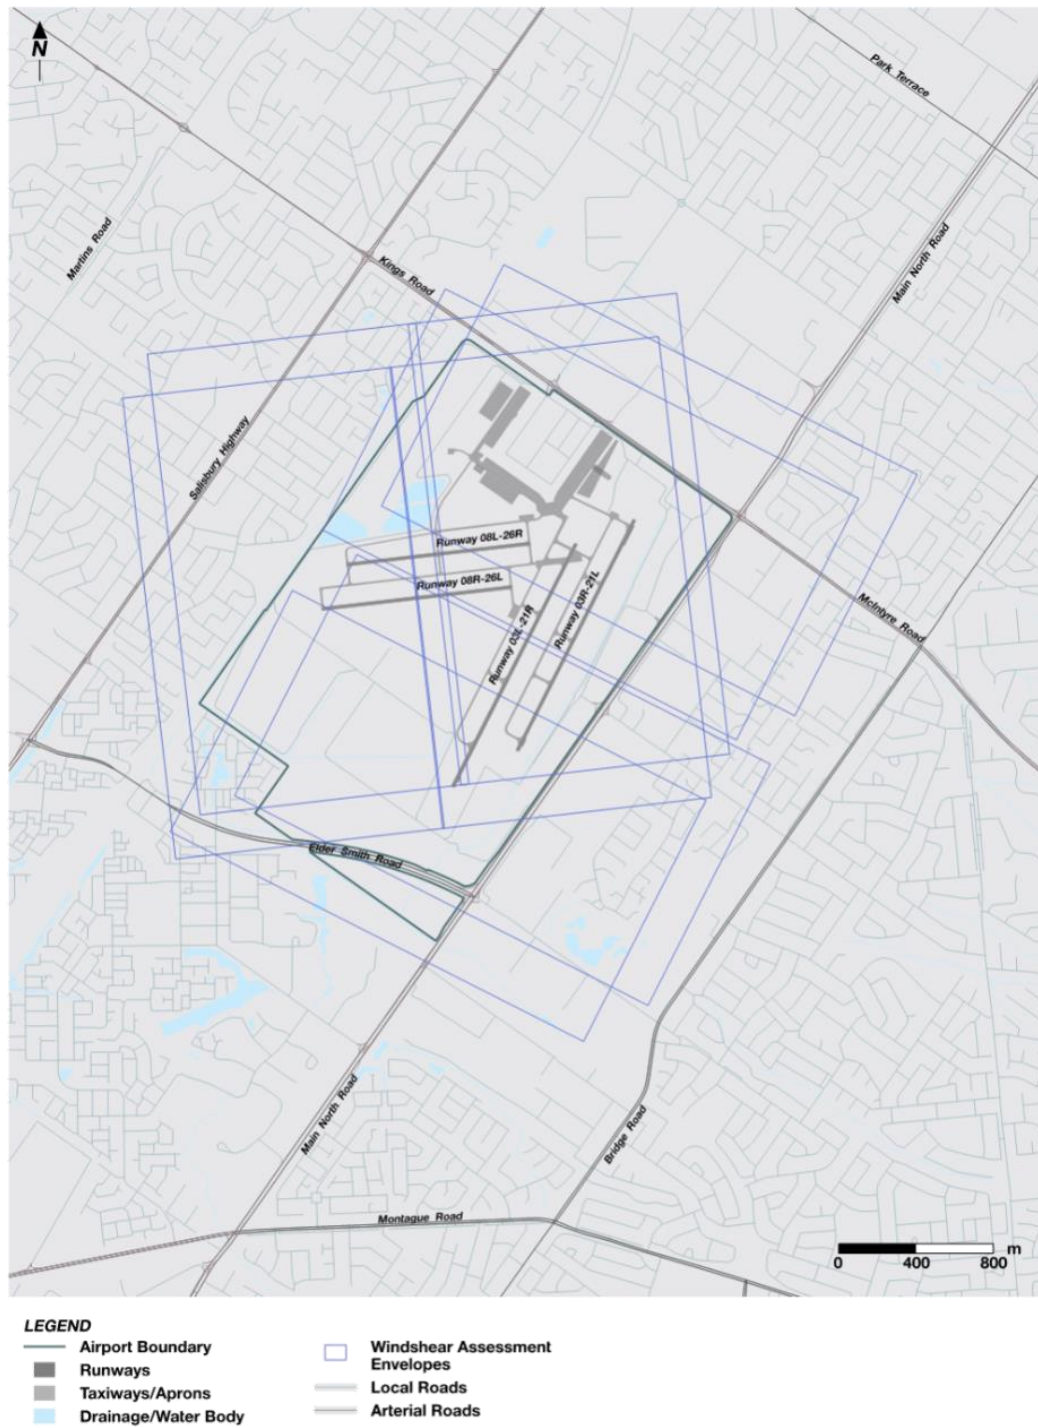 N
Park Terrace
Martins Road
Kings Road
Main North Road
Salisbury Highway
Runway 08L-26R
Runway 08R-26L
Runway 03L-21R
Runway 03R-21L
McIntyre Road
Elder Smith Road
Main North Road
Bridge Road
Montague Road
m
0 400 800
LEGEND
Airport Boundary
Runways
Taxiways/Aprons
Drainage/Water Body
Windshear Assessment
Envelopes
Local Roads
Arterial Roads